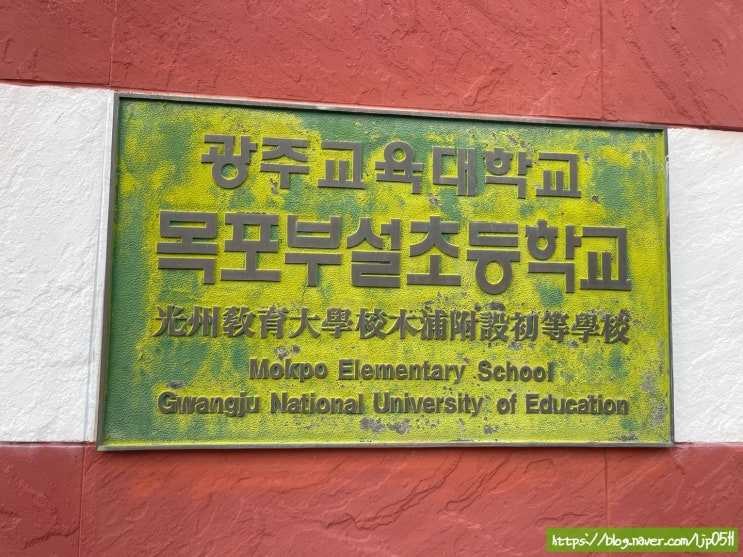 광주교육대학교
목포부설초등학교
光州敎育大學校木浦附設初等學校
Mokpo Elementary School
Gwangju National University of Education
https://blog.naver.com/ljp0511